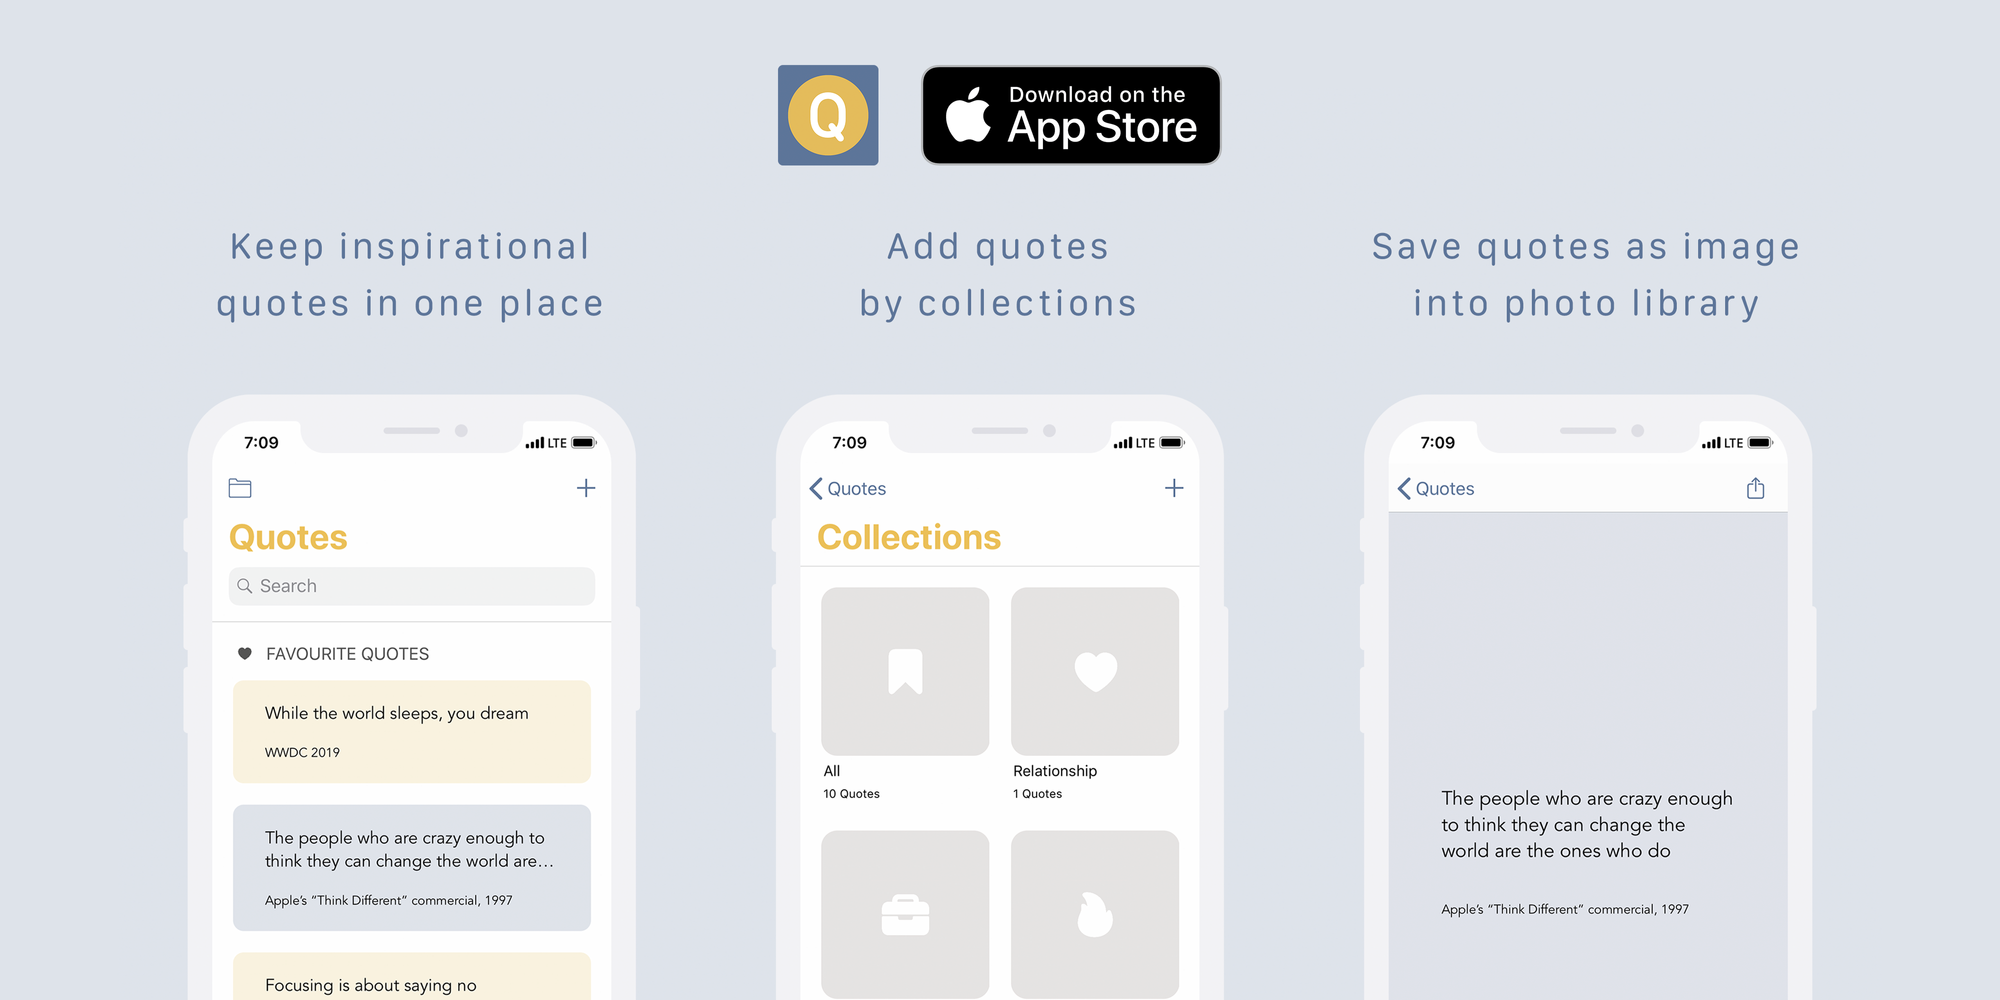 Q
Download on the
App Store
Keep inspirational
quotes in one place
Add quotes
by collections
Save quotes as image
into photo library
7:09
LTE
Quotes
Search
FAVOURITE QUOTES
While the world sleeps, you dream
WWDC 2019
The people who are crazy enough to
think they can change the world are...
Apple's "Think Different" commercial, 1997
Focusing is about saying no
7:09
LTE
Quotes
Collections
All
10 Quotes
Relationship
1 Quotes
7:09
LTE
Quotes
The people who are crazy enough
to think they can change the
world are the ones who do
Apple's "Think Different" commercial, 1997